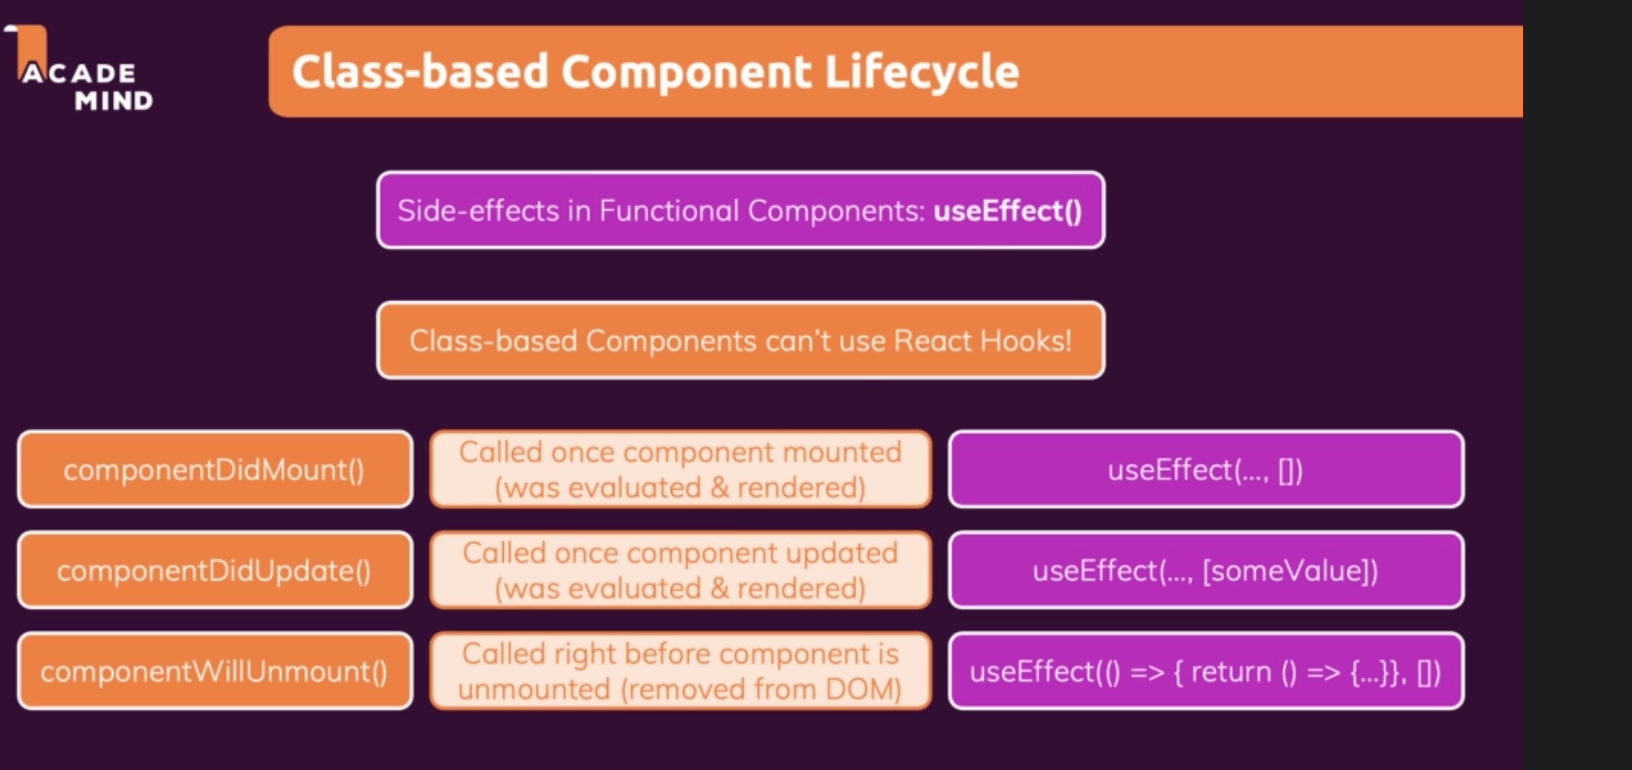 ACADE
MIND
Class-based Component Lifecycle
Side-effects in Functional Components: useEffect()
Class-based Components can’t use React Hooks!
componentDidMount()
Called once component mounted
(was evaluated & rendered)
useEffect(…, [])
componentDidUpdate()
Called once component updated
(was evaluated & rendered)
useEffect(…, [someValue])
componentWillUnmount()
Called right before component is
unmounted (removed from DOM)
useEffect(() => { return () => {…}}, [])